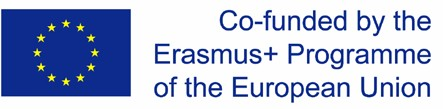 Co-funded by the
Erasmus+ Programme
of the European Union